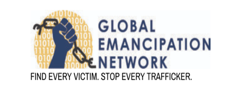 GLOBAL
EMANCIPATION
NETWORK
FIND EVERY VICTIM. STOP EVERY TRAFFICKER.